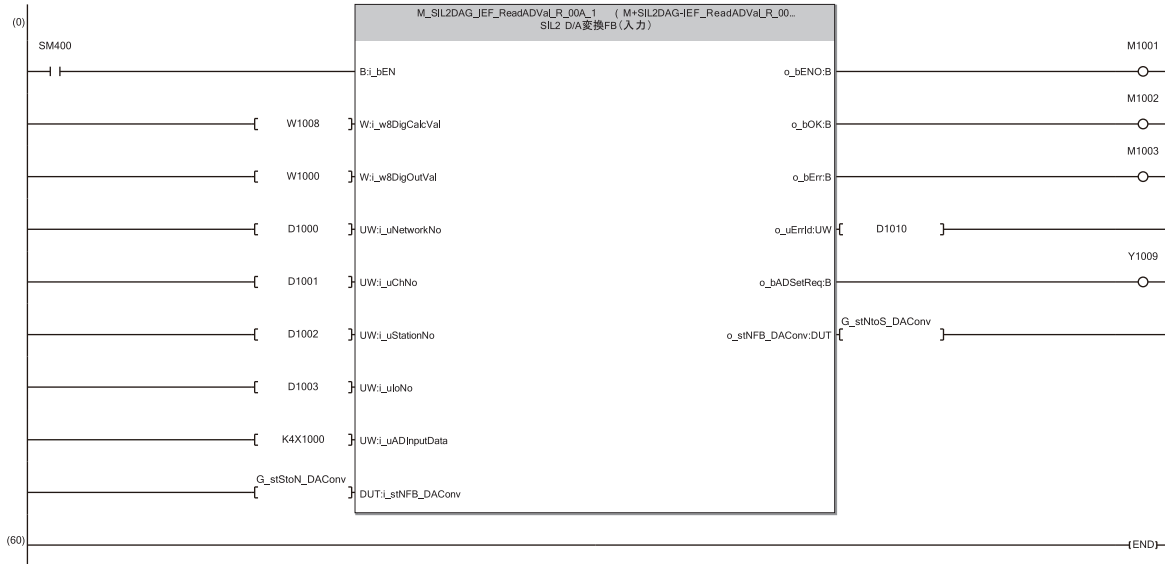 M_SIL2DAG_IEF_ReadADVal_R_00A_1 ( M+SIL2DAG-IEF_ReadADVal_R_00...
SIL2 D/A変換FB(入力)
(0)
SM400 M1001
B:i_bEN o_bENO:B
M1002
W1008 W:i_w8DigCalcVal o_bOK:B
M1003
W1000 W:i_w8DigOutVal o_bErr:B
D1000 UW:i_uNetworkNo o_uErrId:UW D1010
Y1009
D1001 UW:i_uChNo o_bADSetReq:B
G_stNtoS_DAConv
D1002 UW:i_uStationNo o_stNFB_DAConv:DUT
D1003 UW:i_uIoNo
K4X1000 UW:i_uADInputData
G_stStoN_DAConv
DUT:i_stNFB_DAConv
(60) END